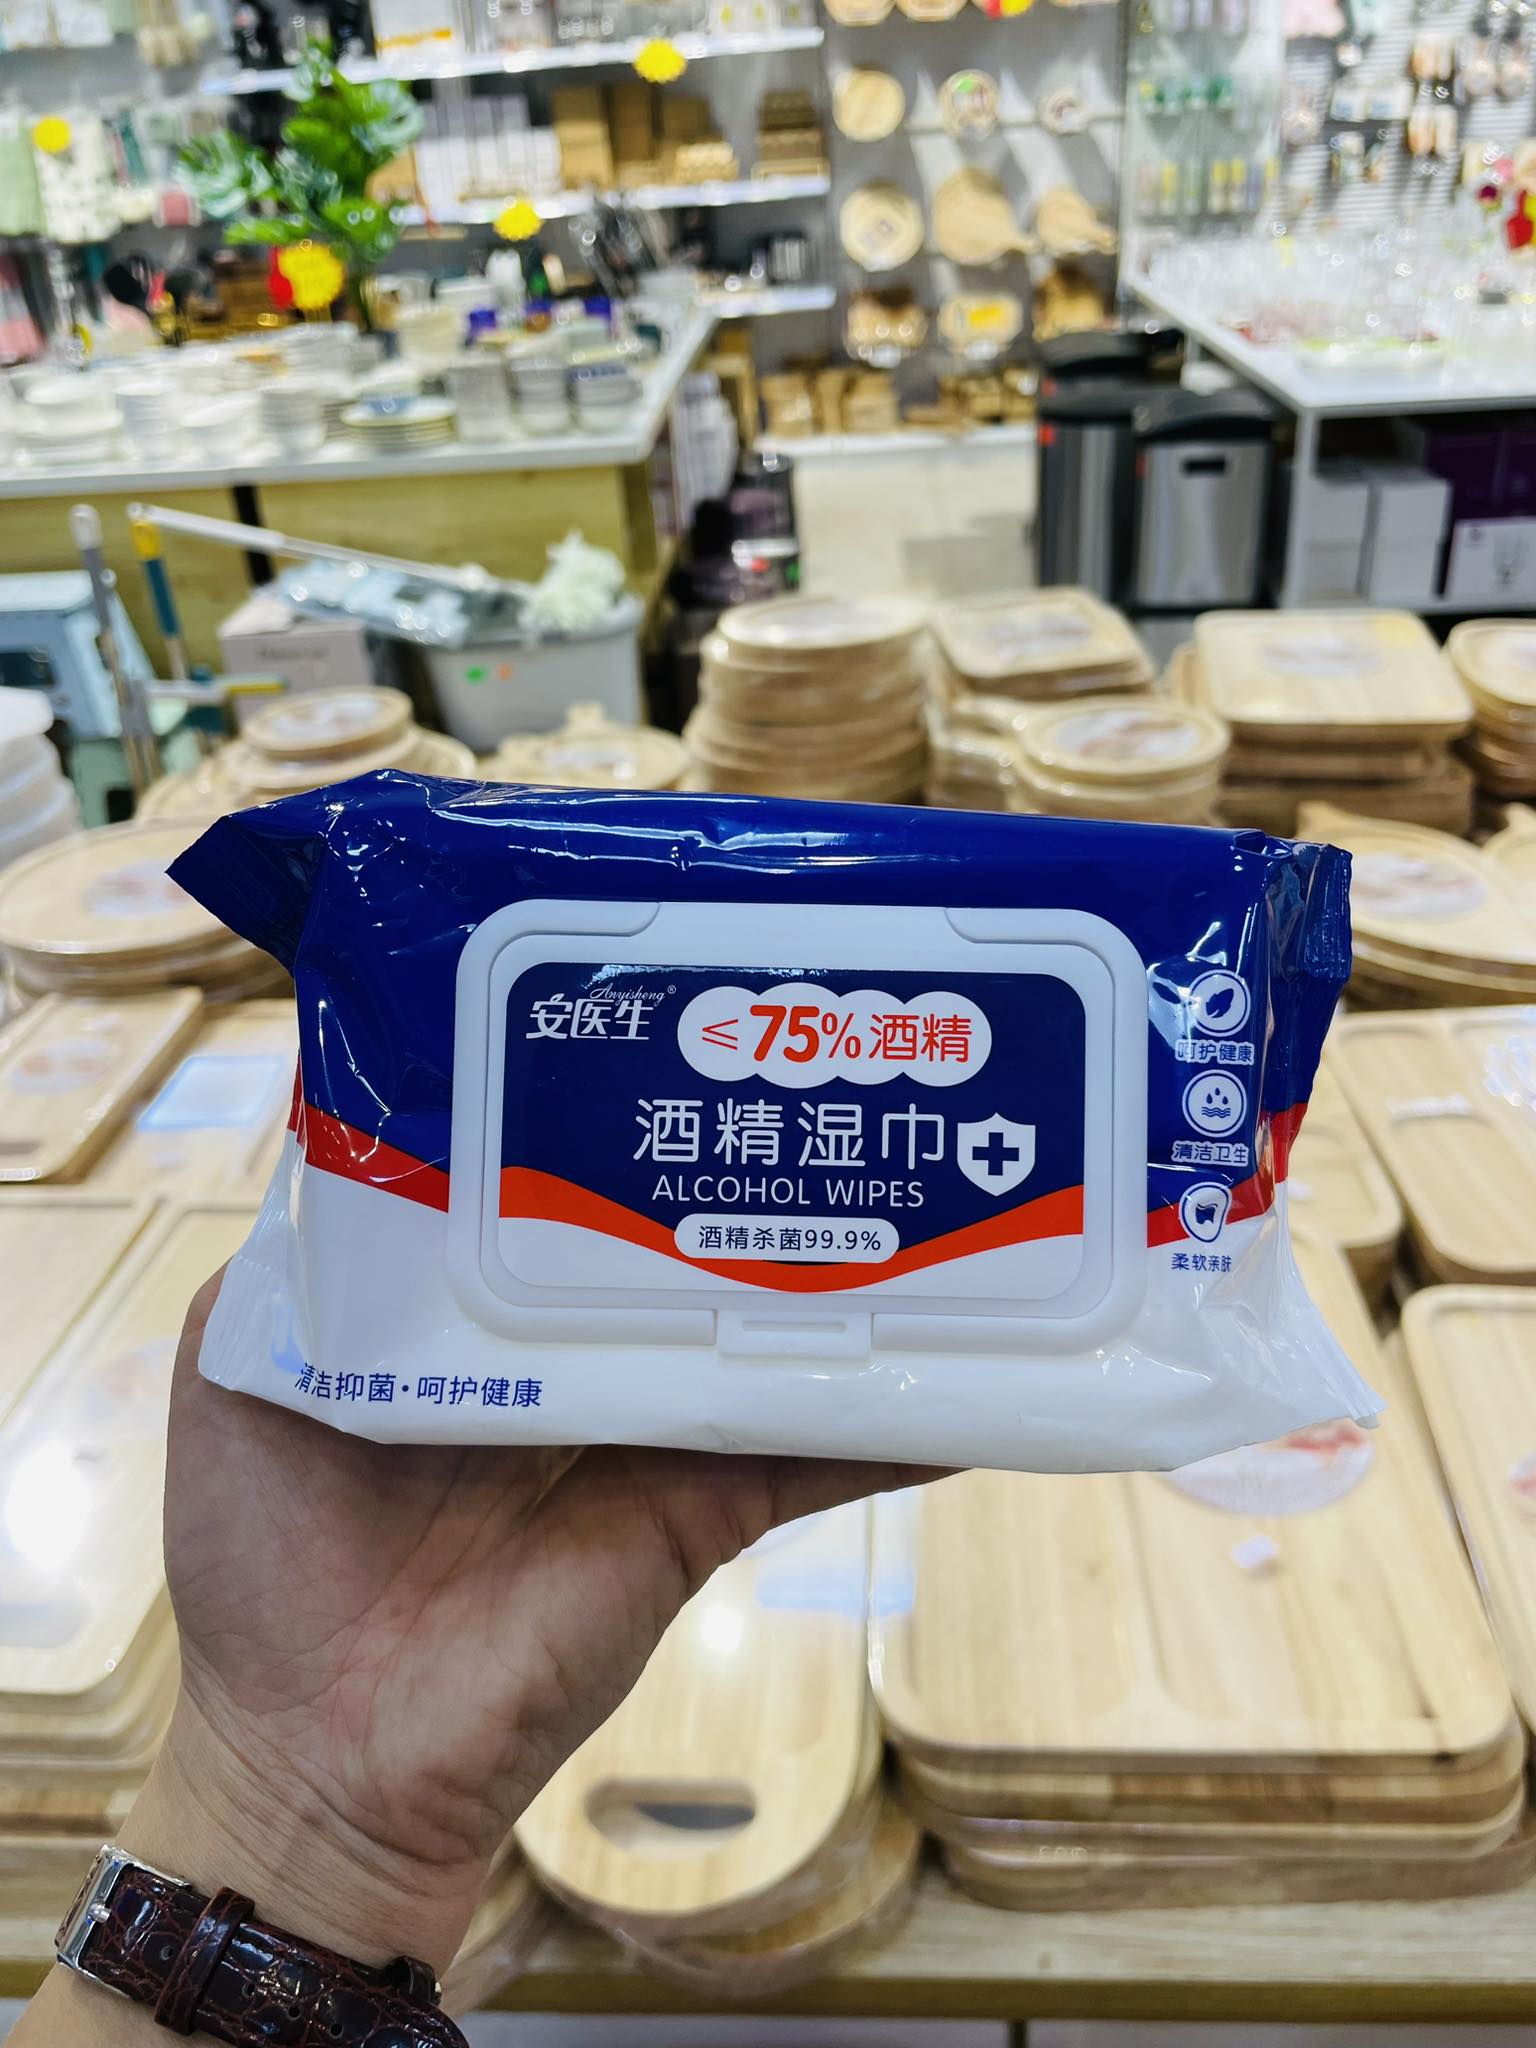 Anyisheng®
安医生
≤75%酒精
酒精湿巾
ALCOHOL WIPES
酒精杀菌99.9%
呵护健康
清洁卫生
柔软亲肤
清洁抑菌·呵护健康